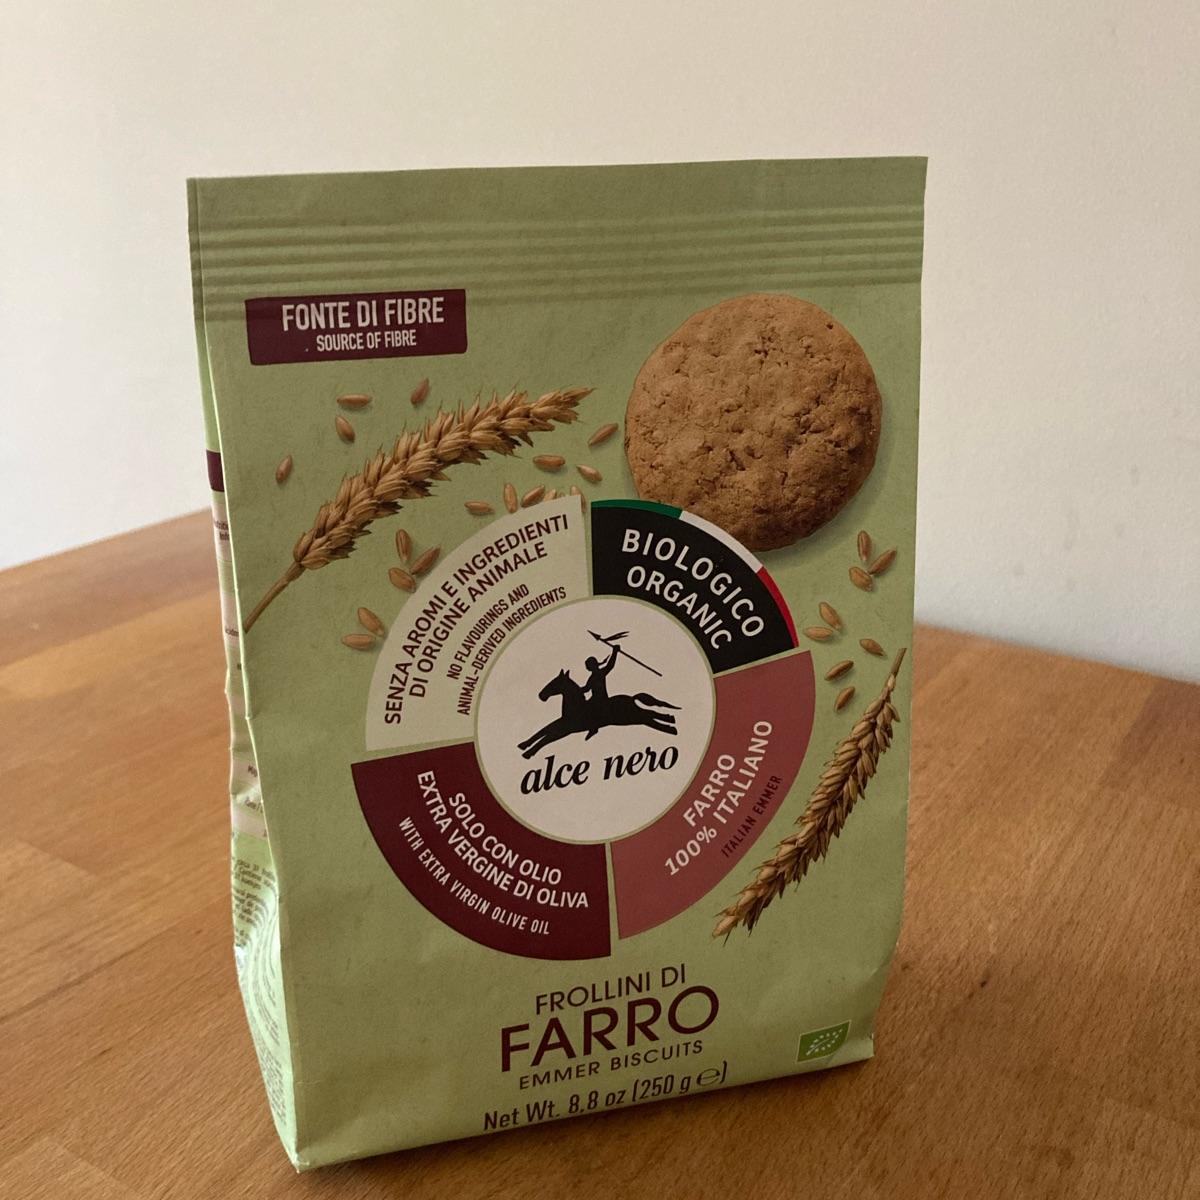 FONTE DI FIBRE
SOURCE OF FIBRE
SENZA AROMI E INGREDIENTI
DI ORIGINE ANIMALE
NO FLAVOURINGS AND
ANIMAL-DERIVED INGREDIENTS
BIOLOGICO
ORGANIC
alce nero
FARRO
100% ITALIANO
ITALIAN EMMER
SOLO CON OLIO
EXTRA VERGINE DI OLIVA
WITH EXTRA VIRGIN OLIVE OIL
FROLLINI DI
FARRO
EMMER BISCUITS
Net Wt. 8.8 oz (250 g ℮)